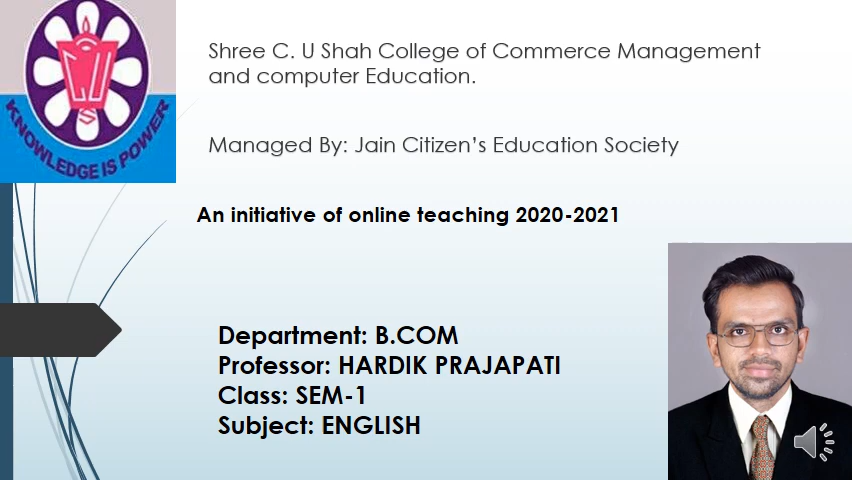 KNOWLEDGE IS POWER
Shree C. U Shah College of Commerce Management
and computer Education.
Managed By: Jain Citizen’s Education Society
An initiative of online teaching 2020-2021
Department: B.COM
Professor: HARDIK PRAJAPATI
Class: SEM-1
Subject: ENGLISH